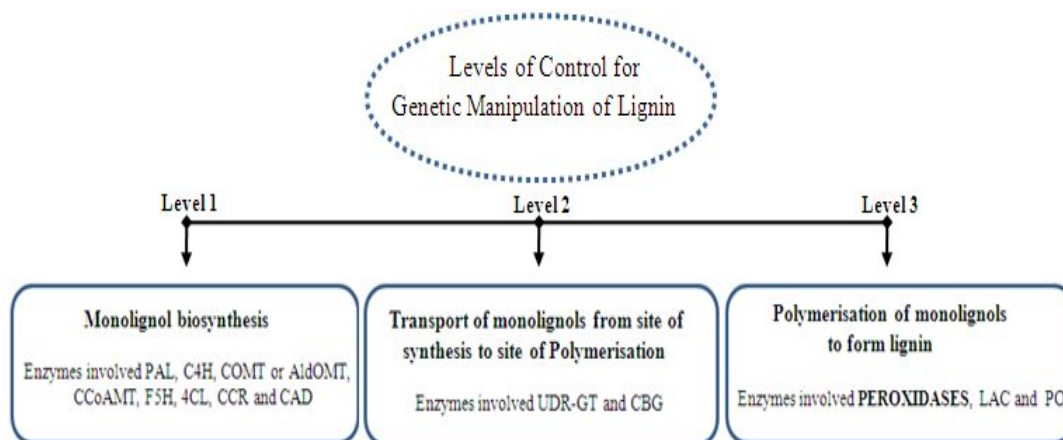 Levels of Control for
Genetic Manipulation of Lignin
Level 1
Level 2
Level 3
Monolignol biosynthesis
Enzymes involved PAL, C4H, COMT or AldOMT,
CCoAMT, F5H, 4CL, CCR and CAD
Transport of monolignols from site of
synthesis to site of Polymerisation
Enzymes involved UDR-GT and CBG
Polymerisation of monolignols
to form lignin
Enzymes involved PEROXIDASES, LAC and PO